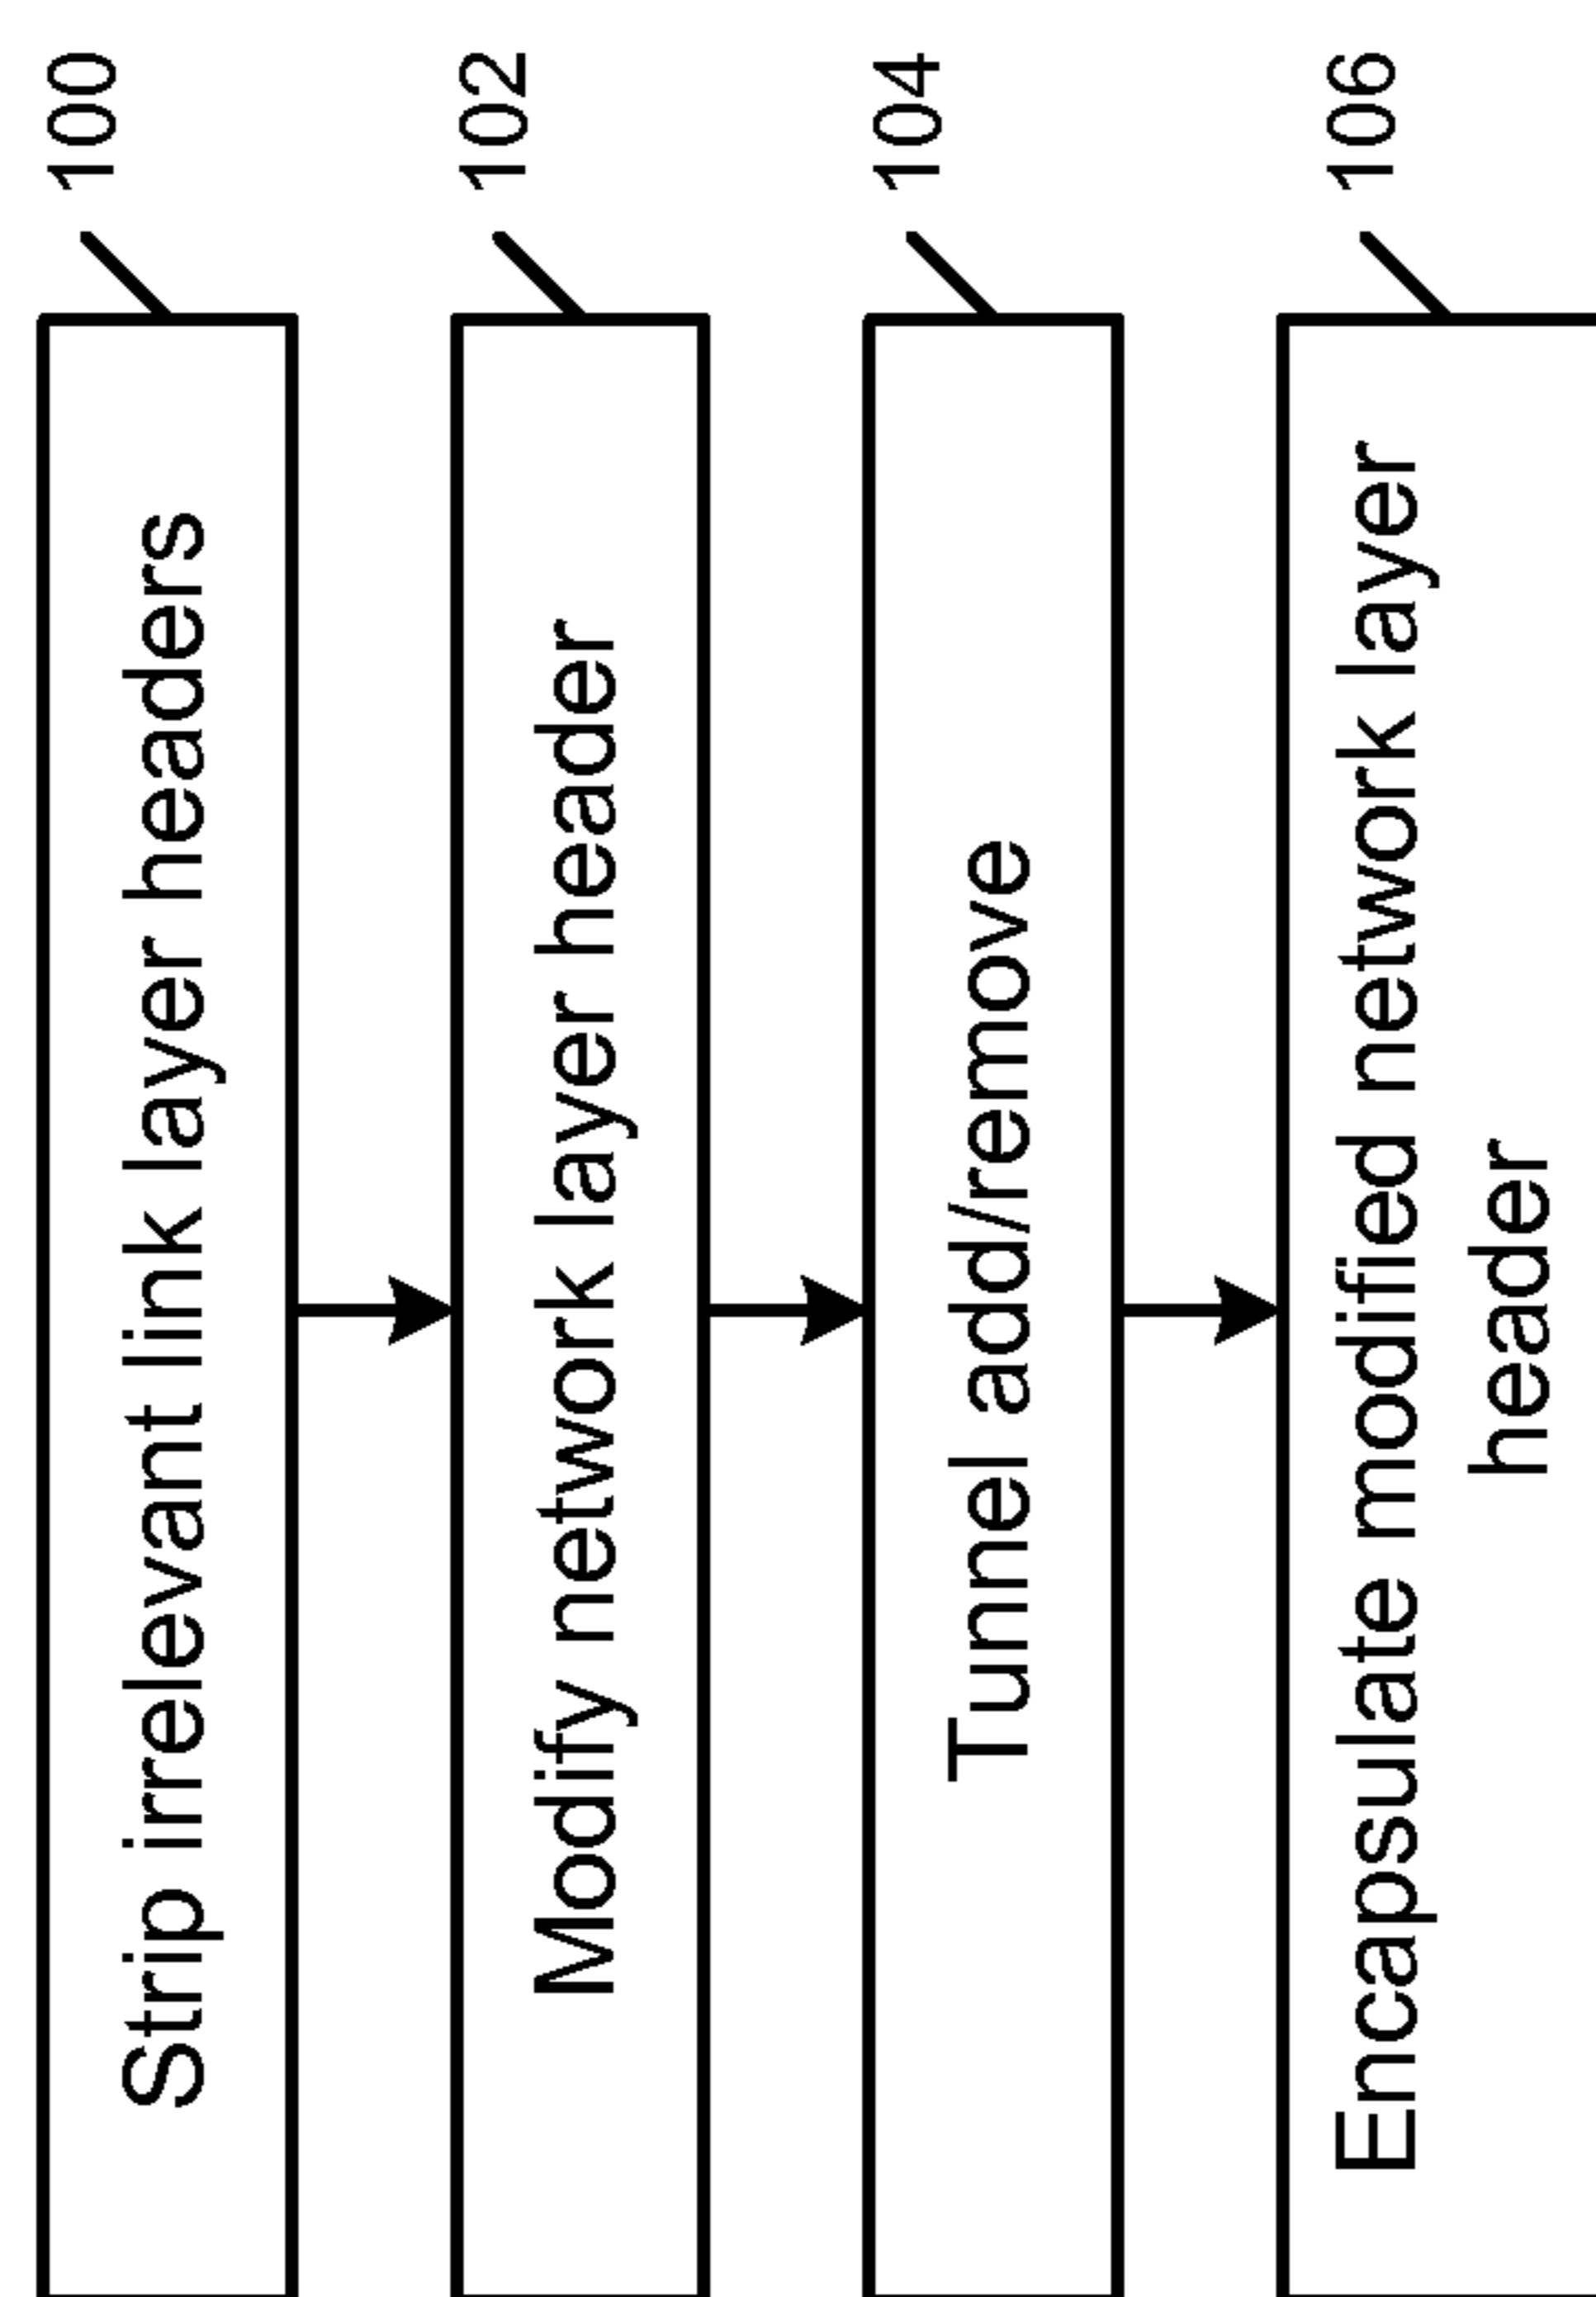 Strip irrelevant link layer headers
100
Modify network layer header
102
Tunnel add/remove
104
Encapsulate modified network layer
header
106